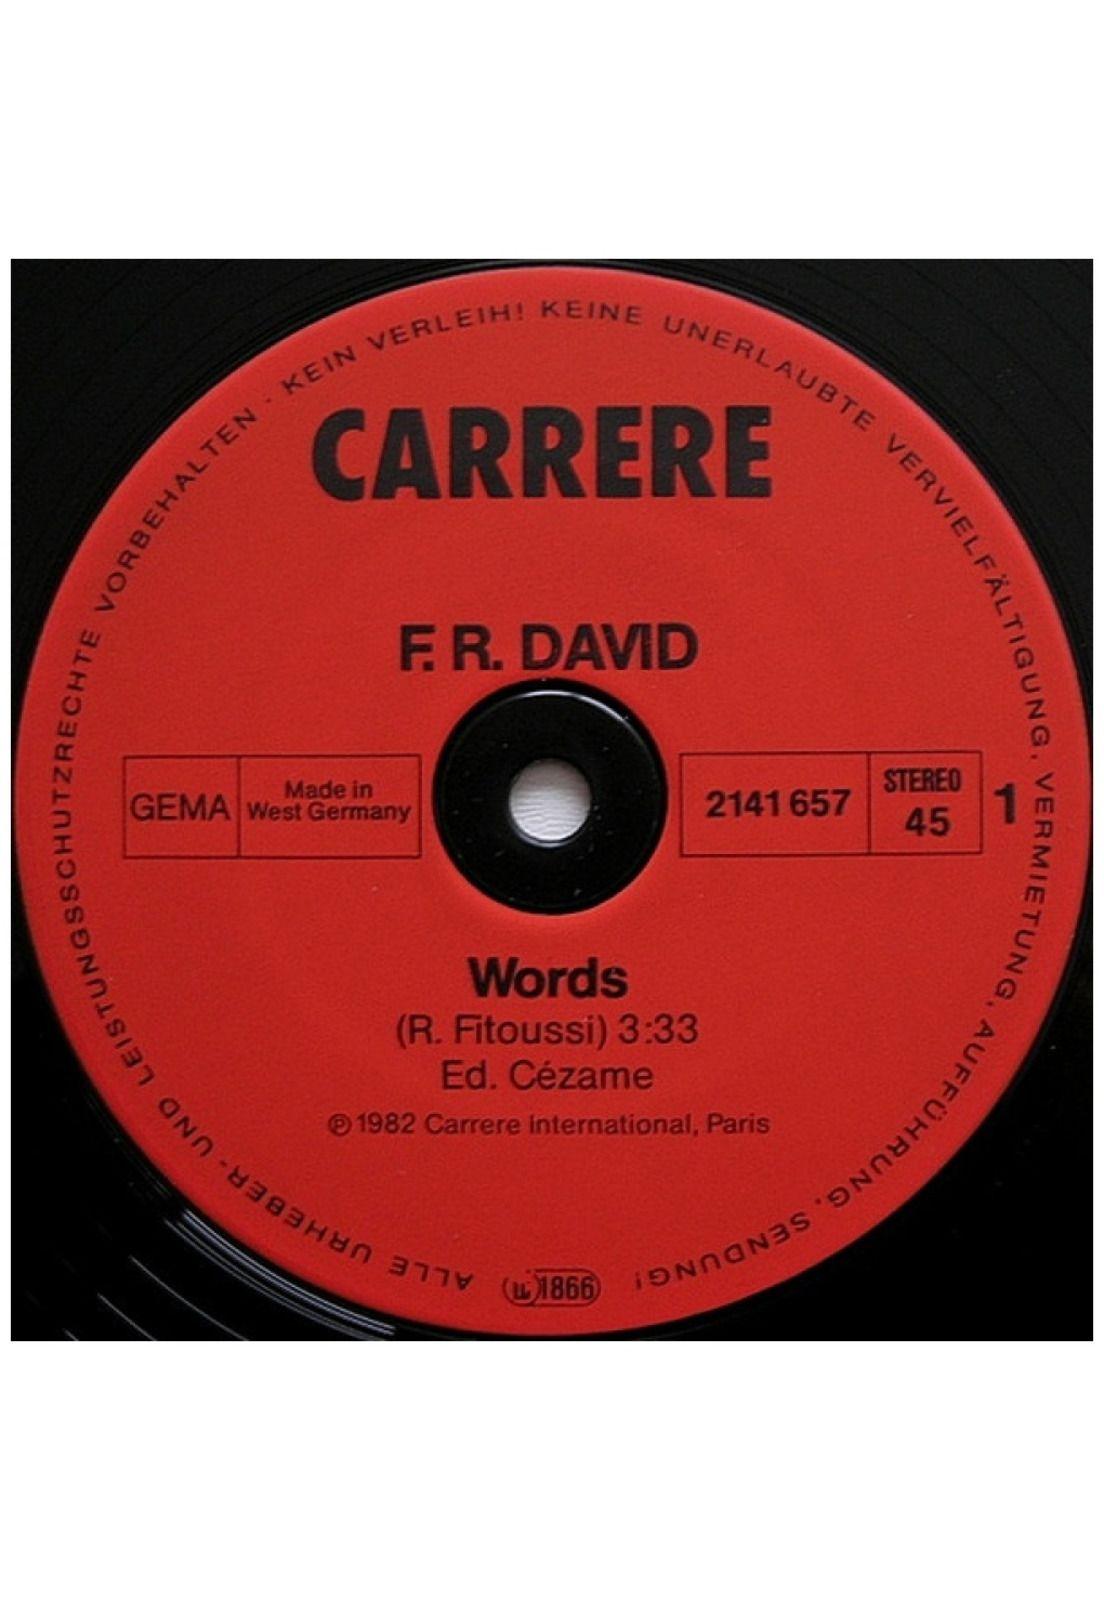 ALLE URHEBER- UND LEISTUNGSSCHUTZRECHTE VORBEHALTEN · KEIN VERLEIH! KEINE UNERLAUBTE VERVIELFÄLTIGUNG, VERMIETUNG, AUFFÜHRUNG, SENDUNG!
CARRERE
F. R. DAVID
GEMA
Made in
West Germany
2141 657
STEREO
45
1
Words
(R. Fitoussi) 3:33
Ed. Cézame
℗ 1982 Carrere International, Paris
1866